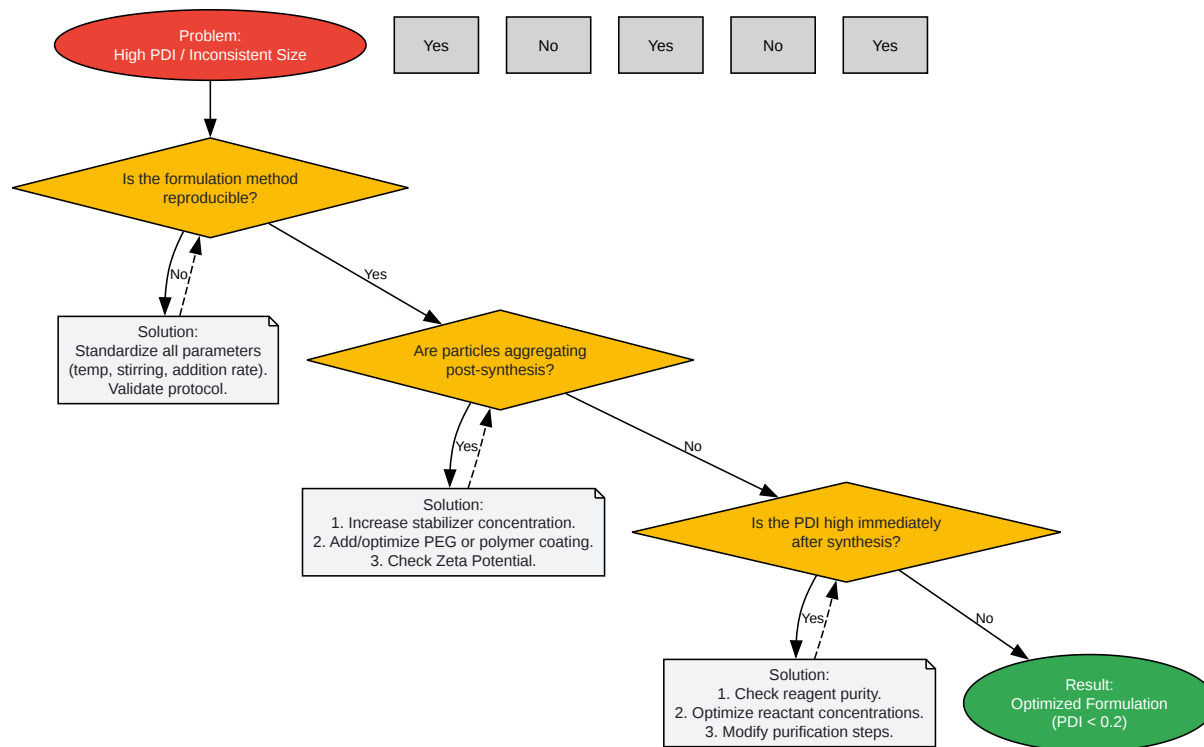 Problem:
High PDI / Inconsistent Size
Yes
No
Yes
No
Yes
Is the formulation method
reproducible?
No
Yes
Solution:
Standardize all parameters
(temp, stirring, addition rate).
Validate protocol.
Are particles aggregating
post-synthesis?
Yes
No
Solution:
1. Increase stabilizer concentration.
2. Add/optimize PEG or polymer coating.
3. Check Zeta Potential.
Is the PDI high immediately
after synthesis?
Yes
No
Solution:
1. Check reagent purity.
2. Optimize reactant concentrations.
3. Modify purification steps.
Result:
Optimized Formulation
(PDI < 0.2)